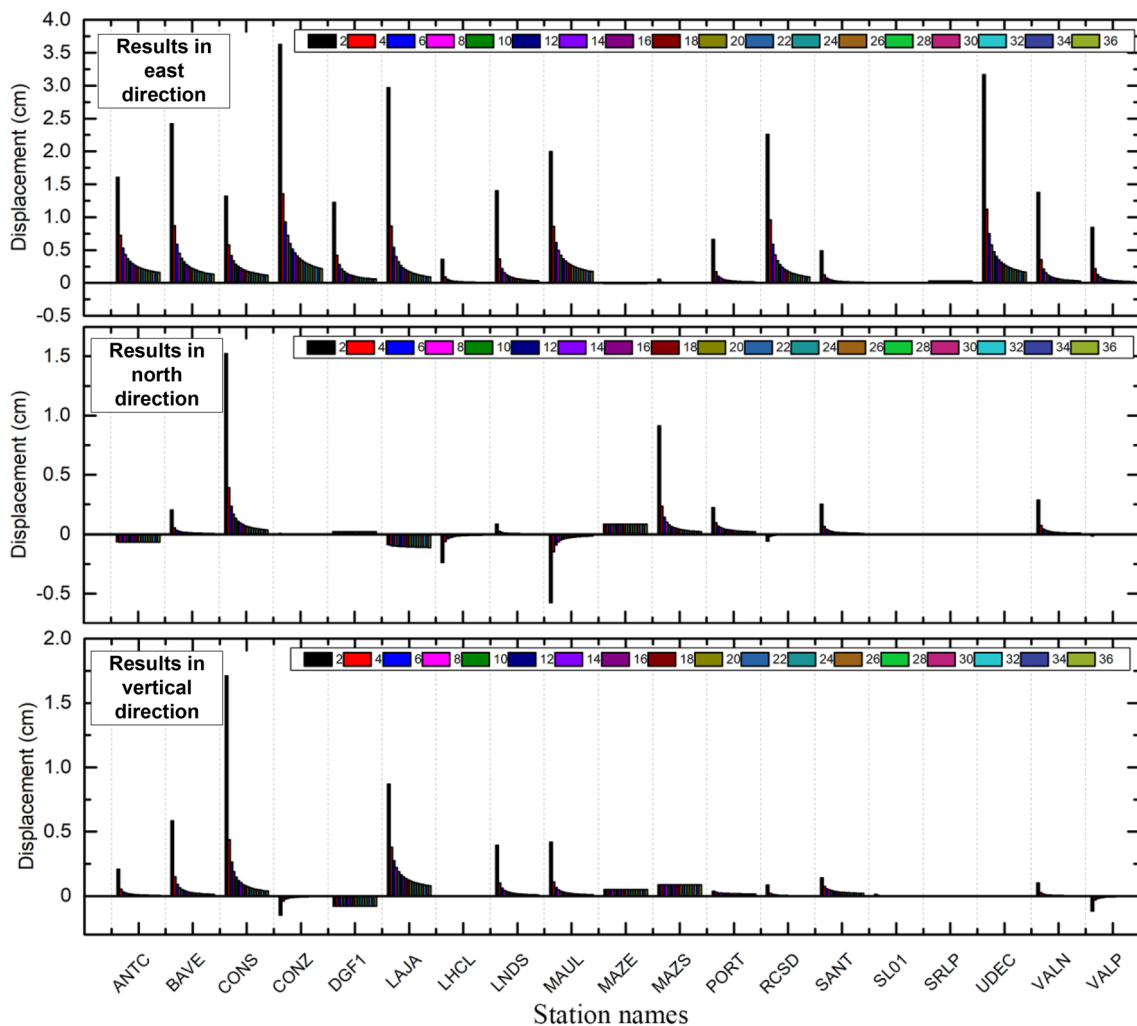 4.0
3.5
3.0
2.5
2.0
1.5
1.0
0.5
0
-0.5
Displacement (cm)
Results in
east
direction
2 4 6 8 10 12 14 16 18 20 22 24 26 28 30 32 34 36
1.5
1.0
0.5
0
-0.5
Displacement (cm)
Results in
north
direction
2 4 6 8 10 12 14 16 18 20 22 24 26 28 30 32 34 36
2.0
1.5
1.0
0.5
0
Displacement (cm)
Results in
vertical
direction
2 4 6 8 10 12 14 16 18 20 22 24 26 28 30 32 34 36
ANTC BAVE CONS CONZ DGF1 LAJA LHCL LNDS MAUL MAZE MAZS PORT RCSD SANT SL01 SRLP UDEC VALN VALP
Station names